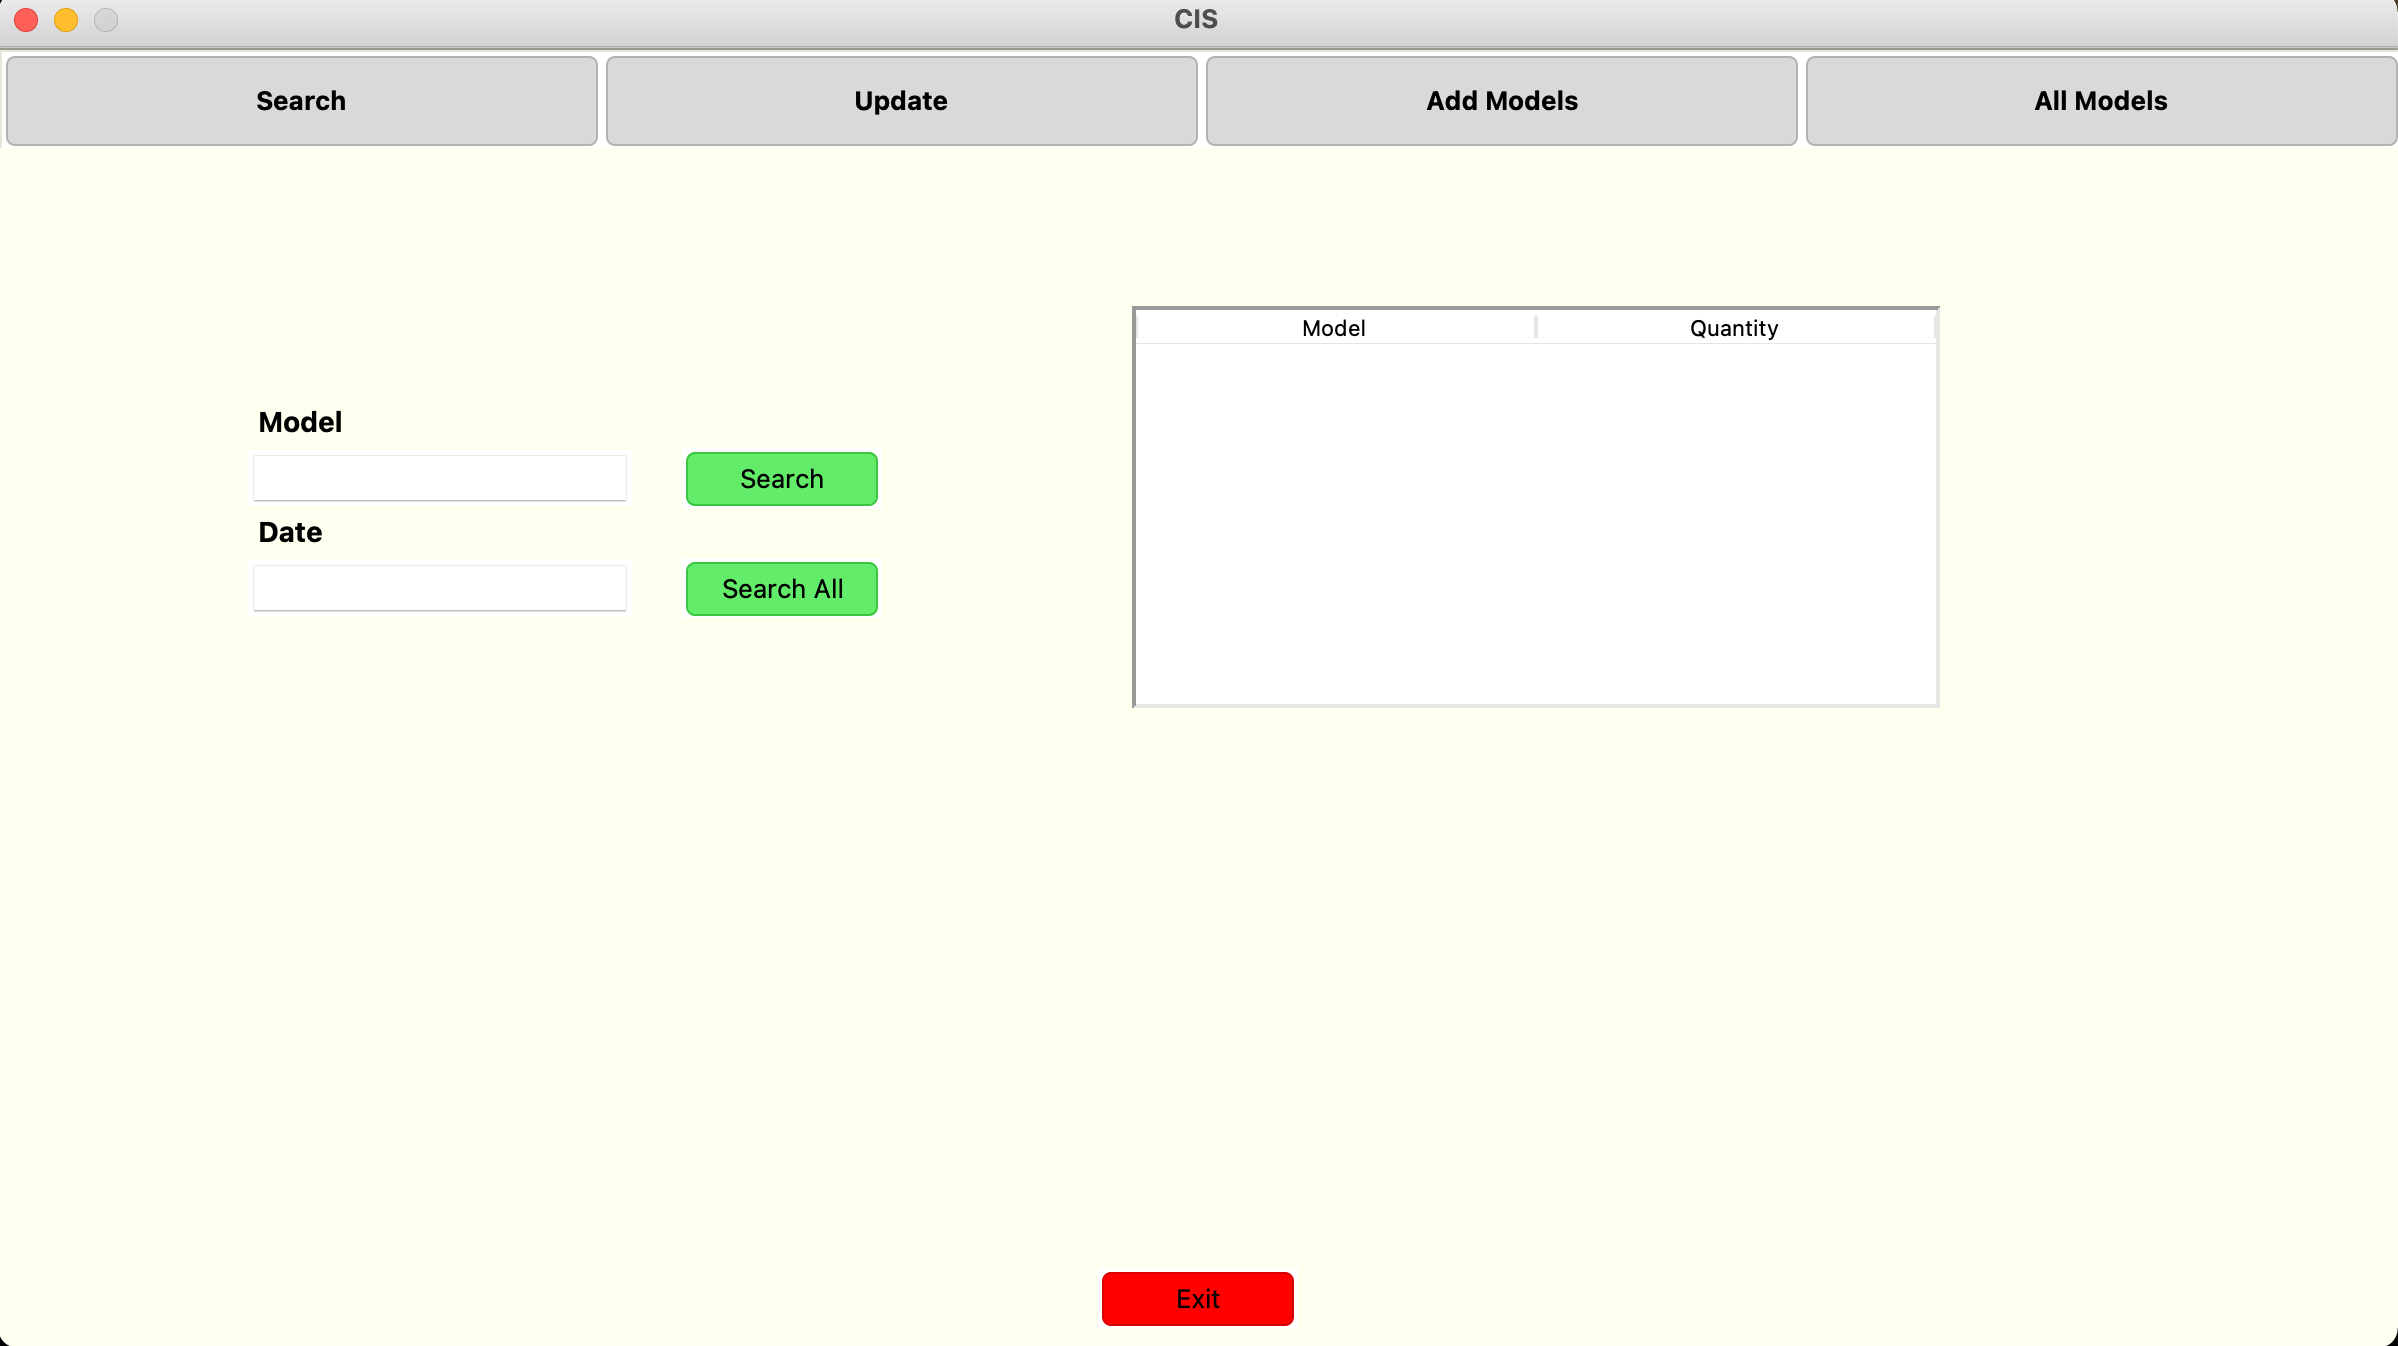 CIS
Search Update Add Models All Models
Model Quantity
Model
Search
Date
Search All
Exit